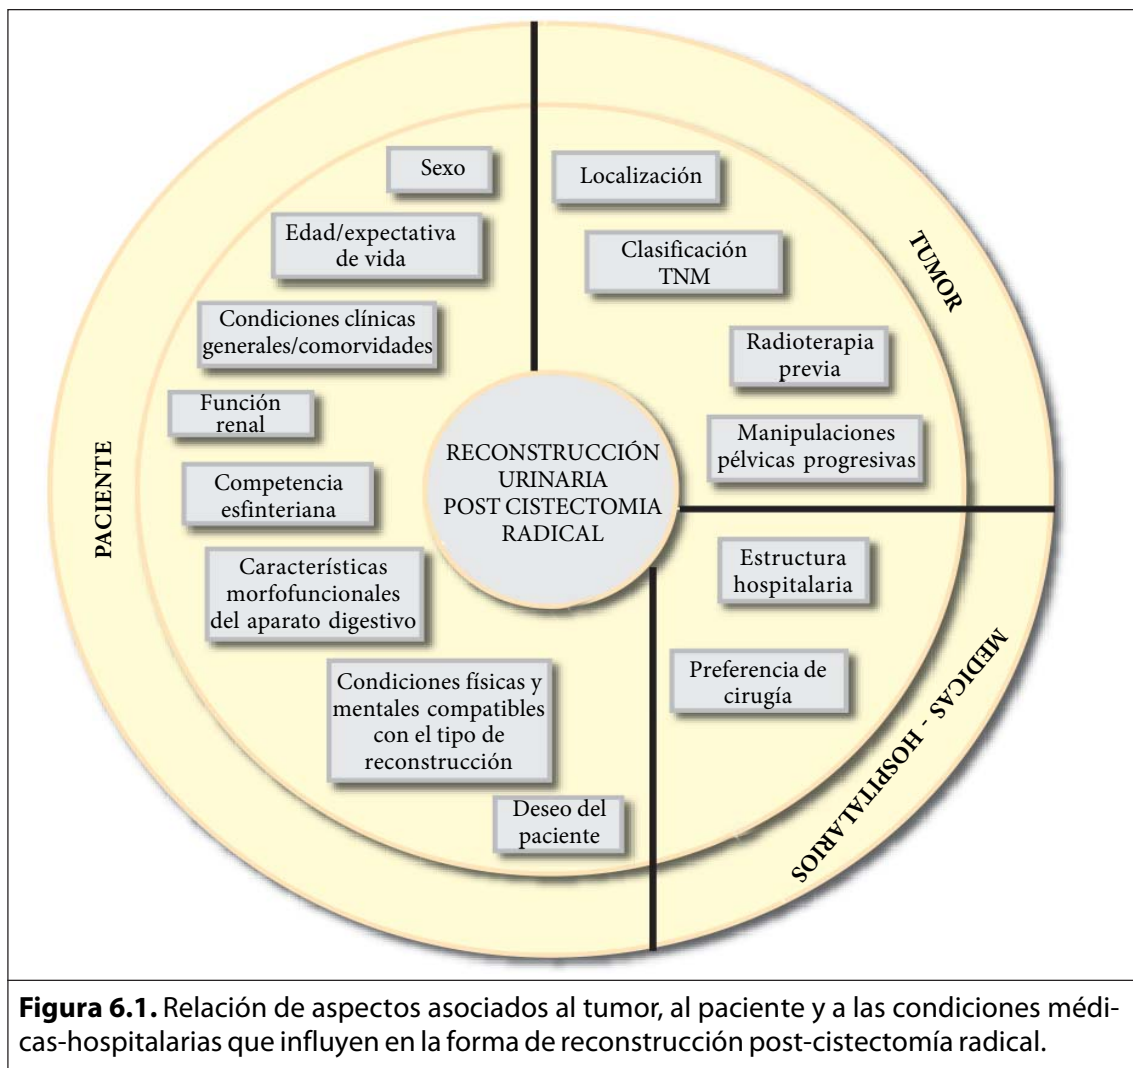 Sexo
Edad/expectativa
de vida
Condiciones clínicas
generales/comorvidades
Función
renal
Competencia
esfinteriana
Características
morfofuncionales
del aparato digestivo
Condiciones físicas y
mentales compatibles
con el tipo de
reconstrucción
Deseo del
paciente
PACIENTE
RECONSTRUCCIÓN
URINARIA
POST CISTECTOMIA
RADICAL
Localización
Clasificación
TNM
Radioterapia
previa
Manipulaciones
pélvicas progresivas
TUMOR
Estructura
hospitalaria
Preferencia de
cirugía
MEDICAS - HOSPITALARIOS
Figura 6.1. Relación de aspectos asociados al tumor, al paciente y a las condiciones médi-
cas-hospitalarias que influyen en la forma de reconstrucción post-cistectomía radical.